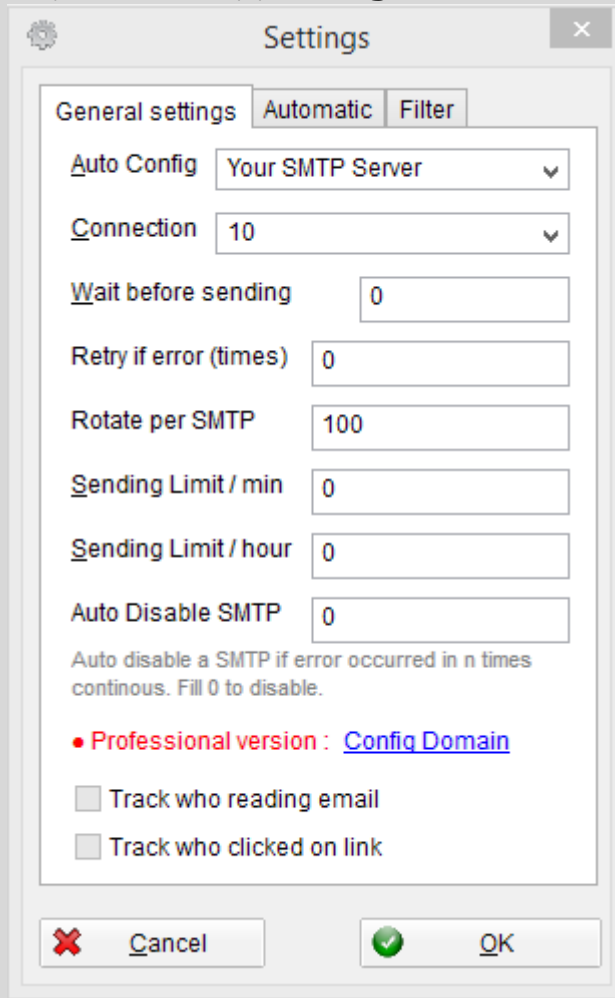 Settings
General settings Automatic Filter
Auto Config Your SMTP Server
Connection 10
Wait before sending 0
Retry if error (times) 0
Rotate per SMTP 100
Sending Limit / min 0
Sending Limit / hour 0
Auto Disable SMTP 0
Auto disable a SMTP if error occurred in n times
continous. Fill 0 to disable.
• Professional version : Config Domain
Track who reading email
Track who clicked on link
Cancel OK